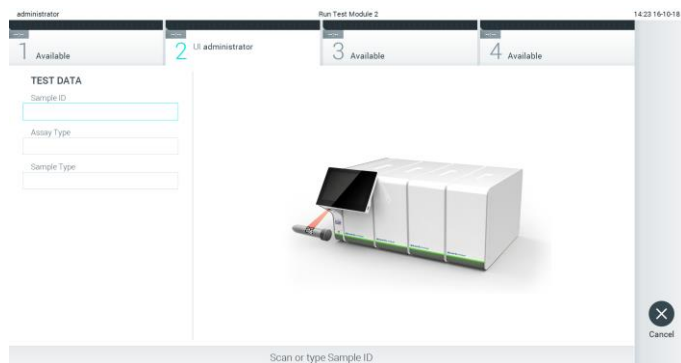 administrator Run Test Module 2 14:23 16-10-18
1 Available
2 UI administrator
3 Available
4 Available
TEST DATA
Sample ID
Assay Type
Sample Type
Cancel
Scan or type Sample ID